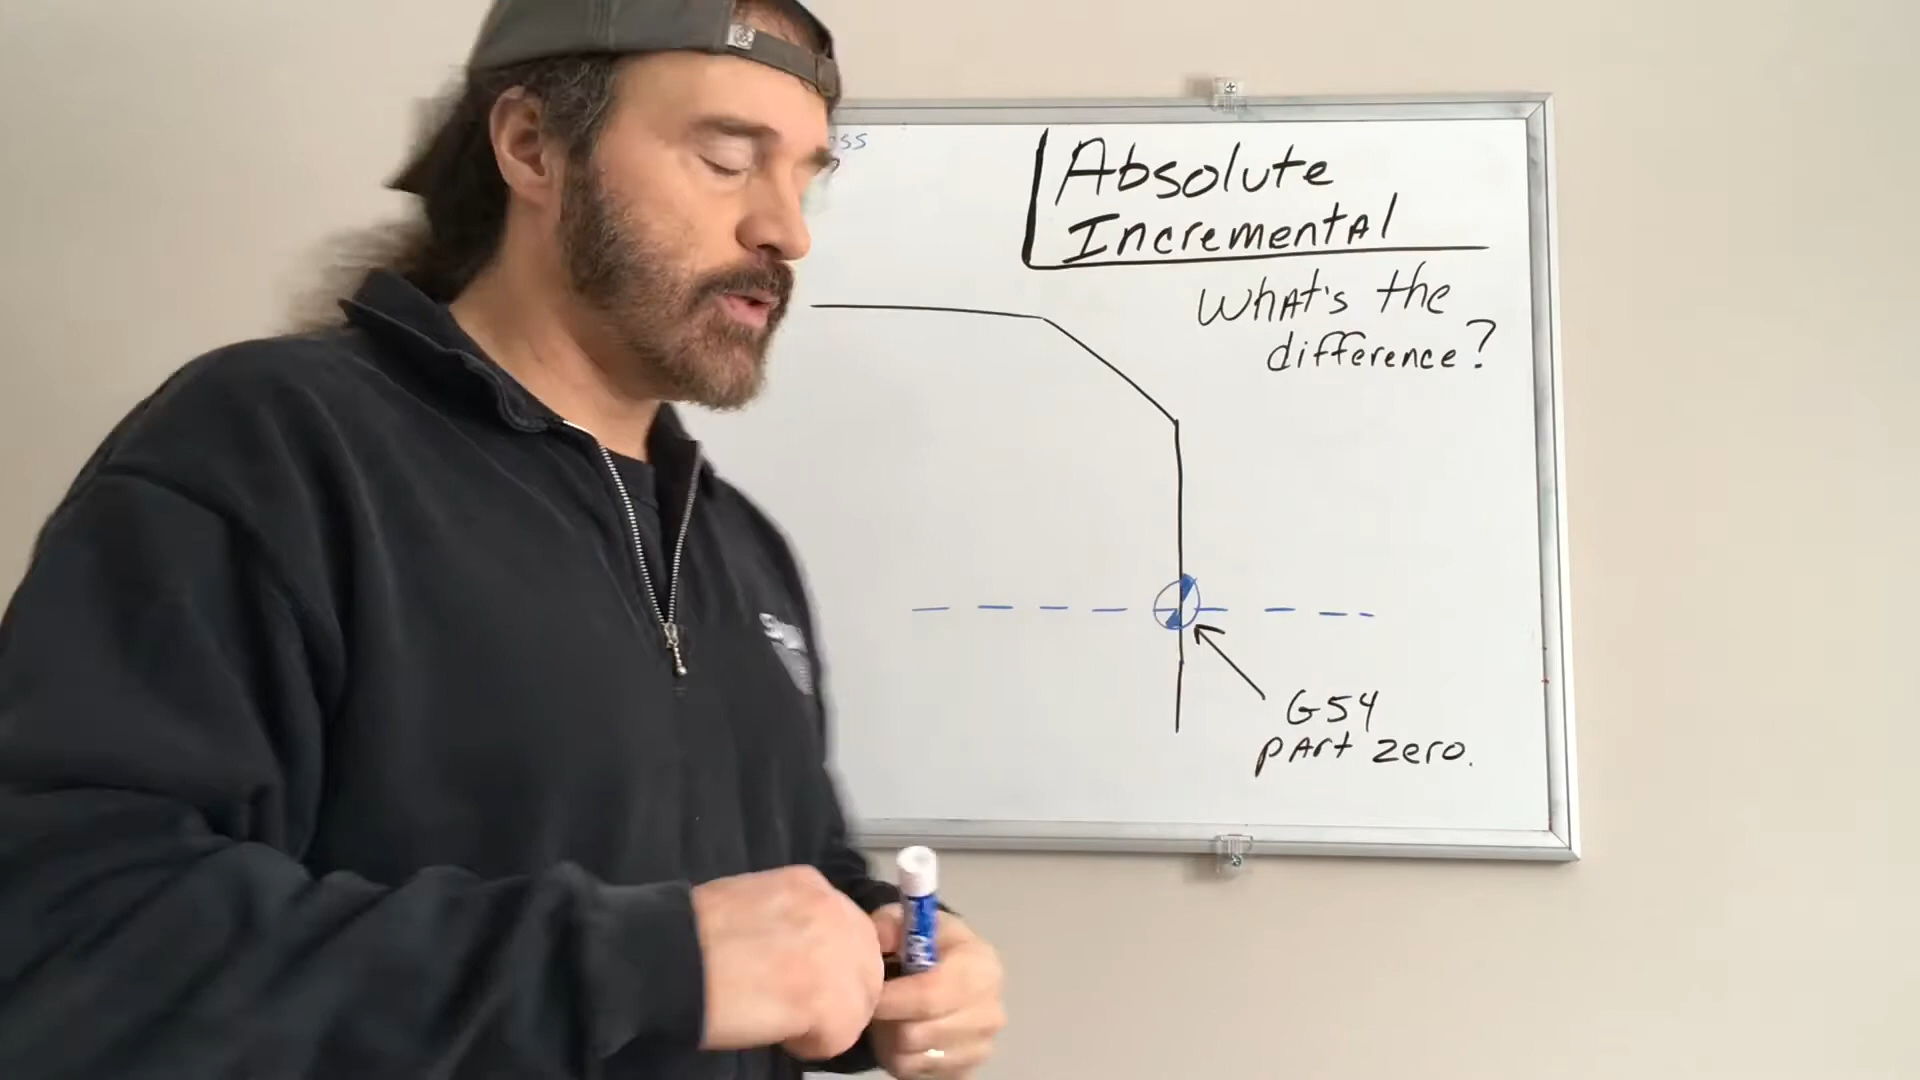 Absolute
Incremental
What's the
difference?
G54
part zero.